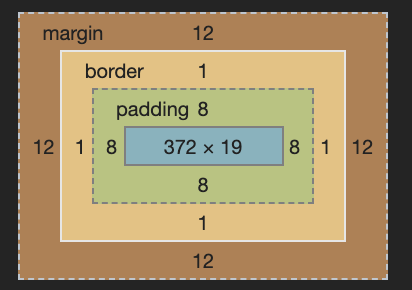 margin 12
border 1
padding 8
12 1 8 372 × 19 8 1 12
8
1
12